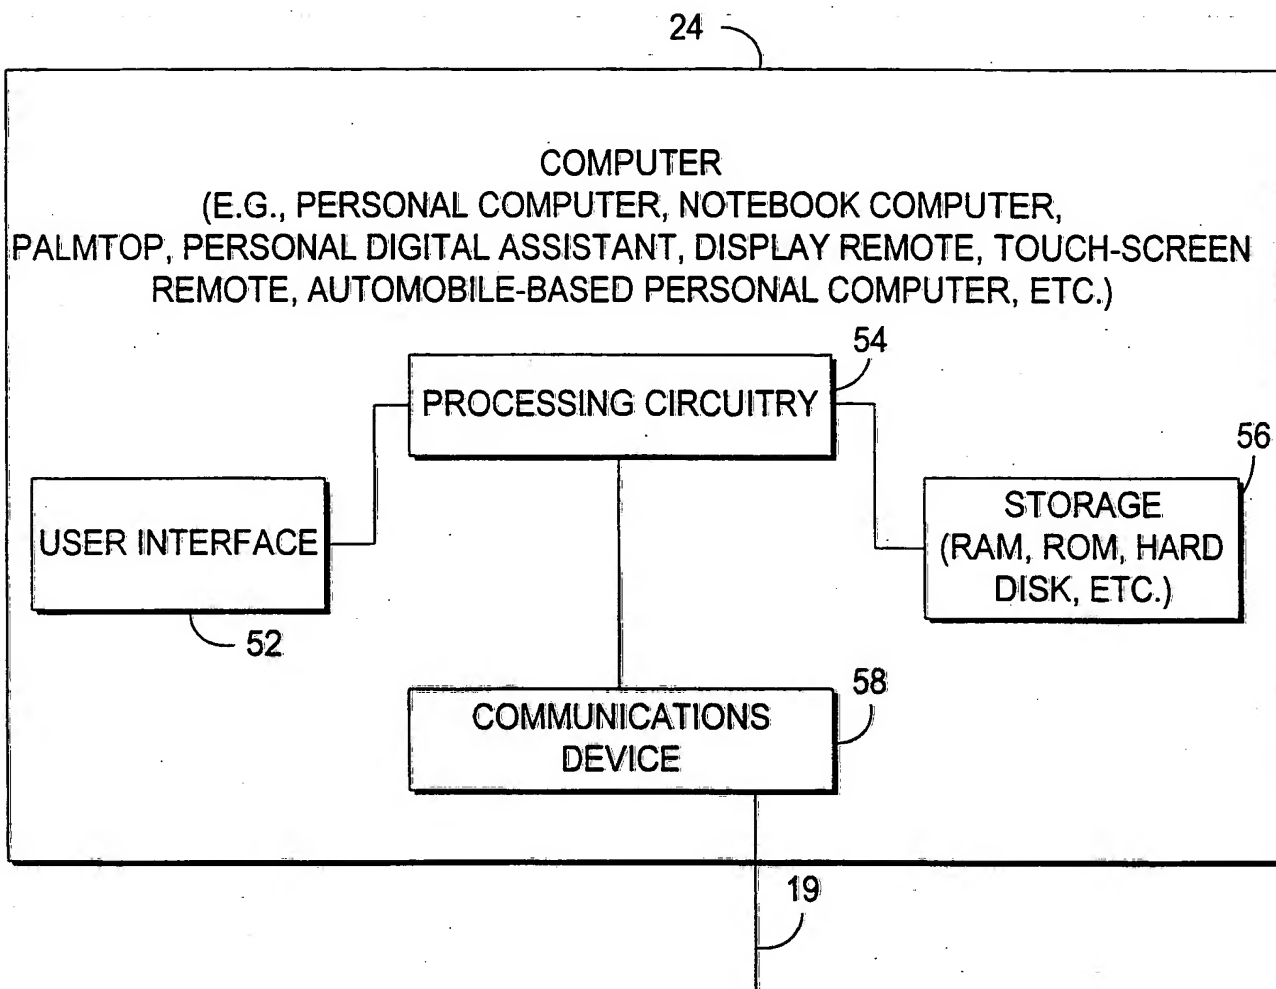 24
COMPUTER
(E.G., PERSONAL COMPUTER, NOTEBOOK COMPUTER,
PALMTOP, PERSONAL DIGITAL ASSISTANT, DISPLAY REMOTE, TOUCH-SCREEN
REMOTE, AUTOMOBILE-BASED PERSONAL COMPUTER, ETC.)
54
PROCESSING CIRCUITRY
56
USER INTERFACE
STORAGE
(RAM, ROM, HARD
DISK, ETC.)
52
58
COMMUNICATIONS
DEVICE
19